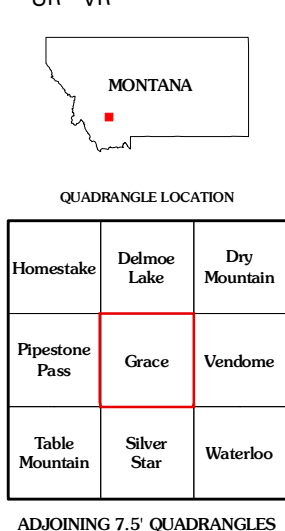 MONTANA
QUADRANGLE LOCATION
Homestake
Delmoe
Lake
Dry
Mountain
Pipestone
Pass
Grace
Vendome
Table
Mountain
Silver
Star
Waterloo
ADJOINING 7.5' QUADRANGLES